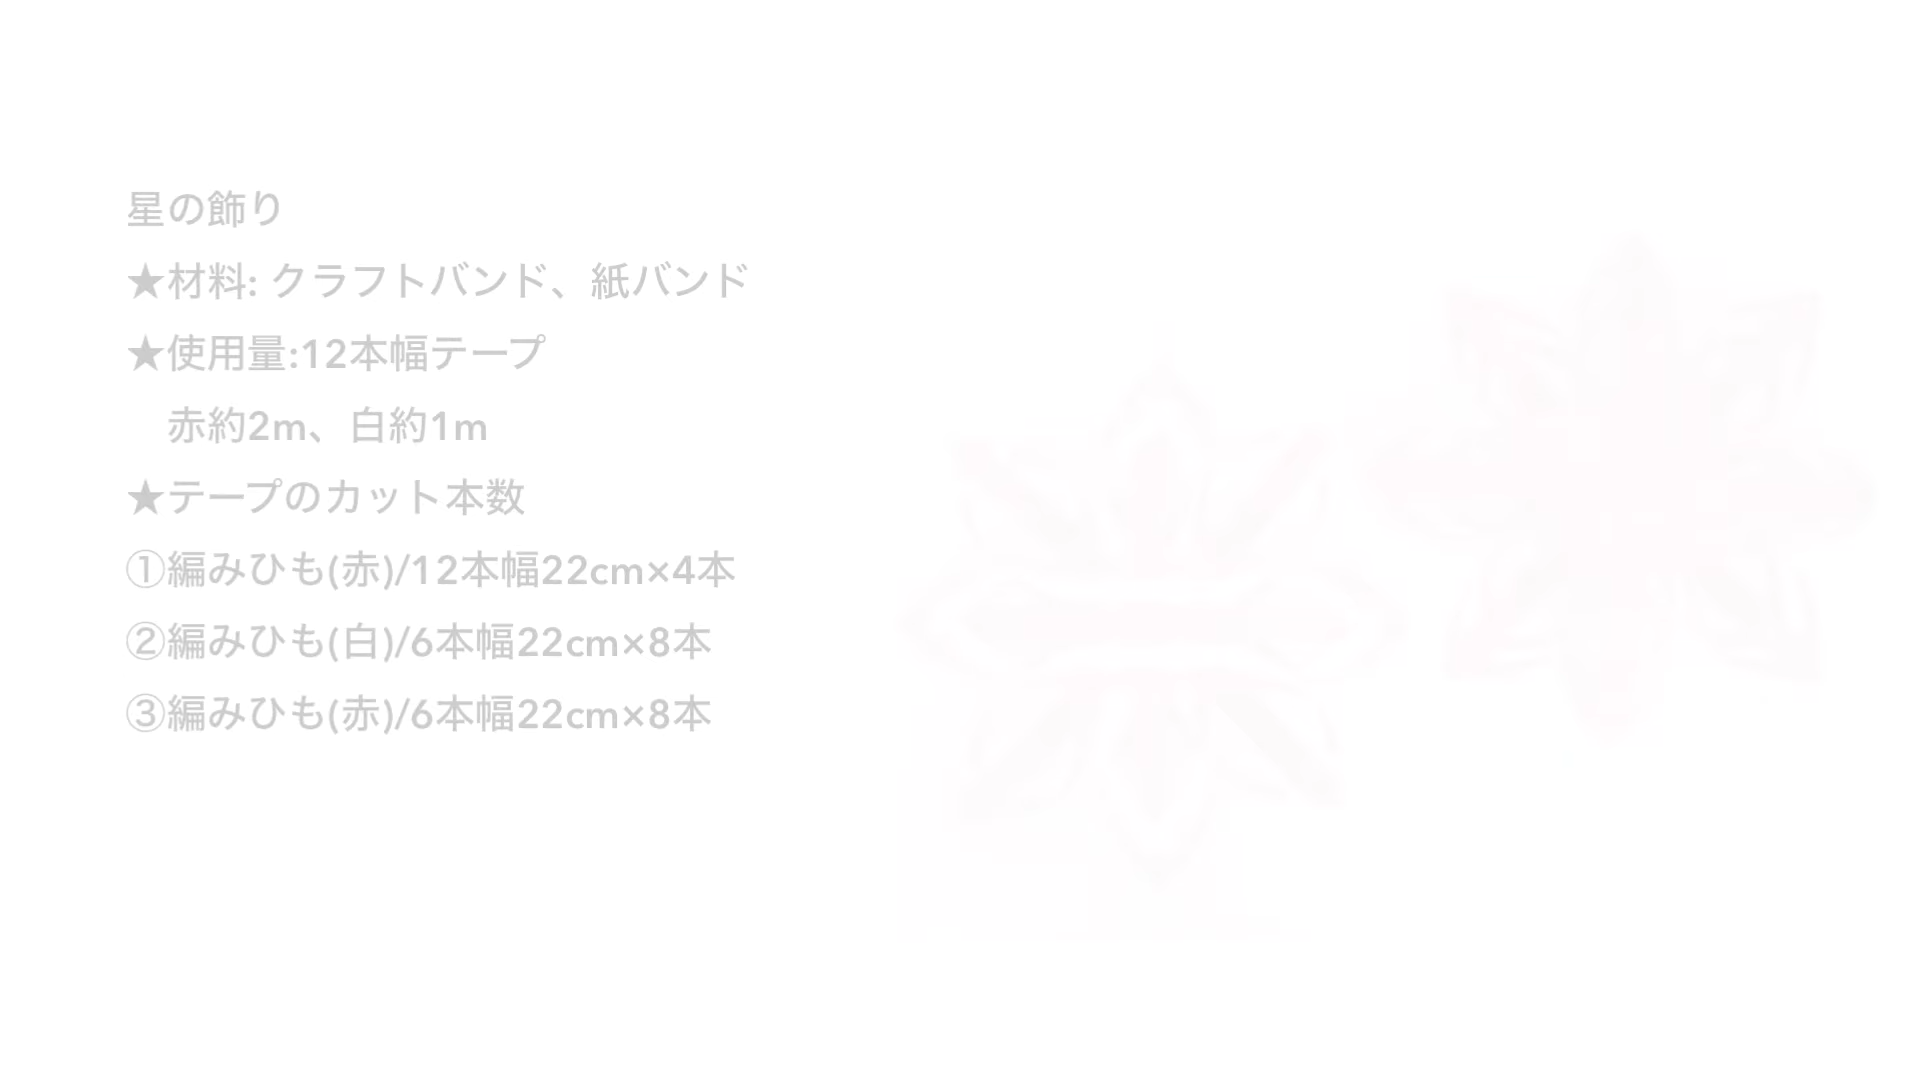 星の飾り
★材料: クラフトバンド、紙バンド
★使用量:12本幅テープ
　赤約2m、白約1m
★テープのカット本数
①編みひも(赤)/12本幅22cm×4本
②編みひも(白)/6本幅22cm×8本
③編みひも(赤)/6本幅22cm×8本